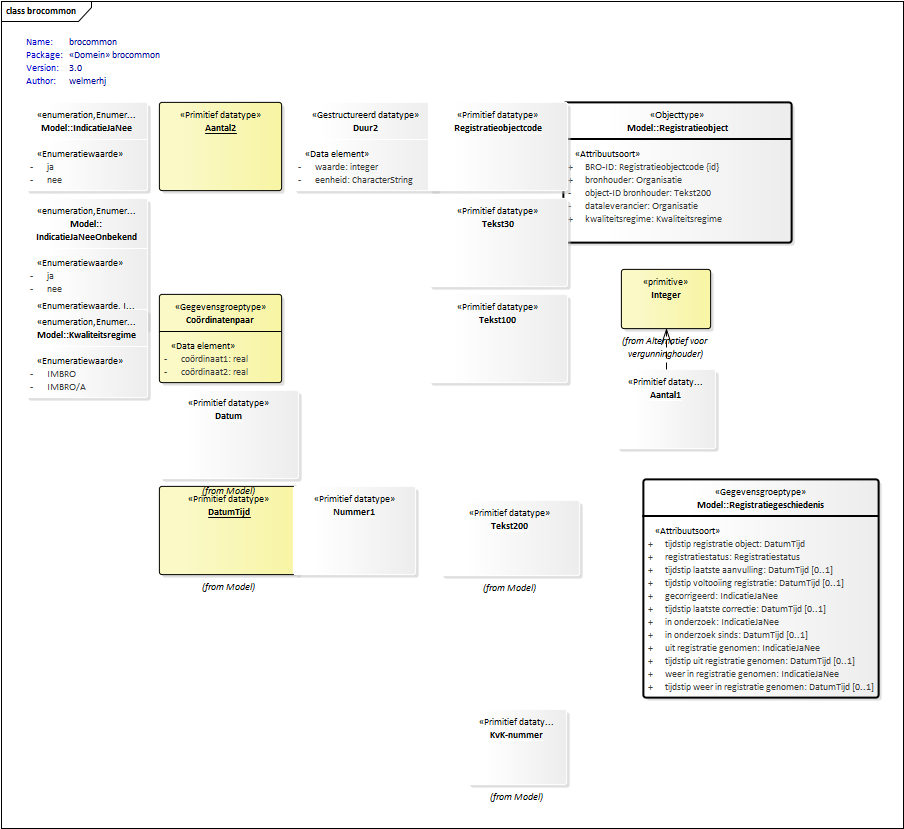 class brocommon
Name: brocommon
Package: «Domein» brocommon
Version: 3.0
Author: welmerhj
«enumeration,Enumer...
Model::IndicatieJaNee
«Enumeratiewaarde»
- ja
- nee
«Primitief datatype»
Aantal2
«Gestructureerd datatype»
Duur2
«Data element»
- waarde: integer
- eenheid: CharacterString
«Primitief datatype»
Registratieobjectcode
«Objecttype»
Model::Registratieobject
«Attribuutsoort»
+ BRO-ID: Registratieobjectcode {id}
+ bronhouder: Organisatie
- object-ID bronhouder: Tekst200
- dataleverancier: Organisatie
+ kwaliteitsregime: Kwaliteitsregime
«enumeration,Enumer...
Model::
IndicatieJaNeeOnbekend
«Enumeratiewaarde»
- ja
- nee
«Enumeratiewaarde, I...
«Primitief datatype»
Tekst30
«primitive»
Integer
(from Alternatief voor
vergunninghouder)
«enumeration,Enumer...
Model::Kwaliteitsregime
«Enumeratiewaarde»
- IMBRO
- IMBRO/A
«Gegevensgroeptype»
Coördinatenpaar
«Data element»
- coördinaat1: real
- coördinaat2: real
«Primitief datatype»
Tekst100
«Primitief dataty...
Aantal1
«Primitief datatype»
Datum
(from Model)
«Primitief datatype»
DatumTijd
(from Model)
«Primitief datatype»
Nummer1
«Primitief datatype»
Tekst200
(from Model)
«Gegevensgroeptype»
Model::Registratiegeschiedenis
«Attribuutsoort»
+ tijdstip registratie object: DatumTijd
+ registratiestatus: Registratiestatus
+ tijdstip laatste aanvulling: DatumTijd [0..1]
+ tijdstip voltooiing registratie: DatumTijd [0..1]
+ gecorrigeerd: IndicatieJaNee
+ tijdstip laatste correctie: DatumTijd [0..1]
+ in onderzoek: IndicatieJaNee
+ in onderzoek sinds: DatumTijd [0..1]
+ uit registratie genomen: IndicatieJaNee
+ tijdstip uit registratie genomen: DatumTijd [0..1]
+ weer in registratie genomen: IndicatieJaNee
+ tijdstip weer in registratie genomen: DatumTijd [0..1]
«Primitief dataty...
KvK-nummer
(from Model)